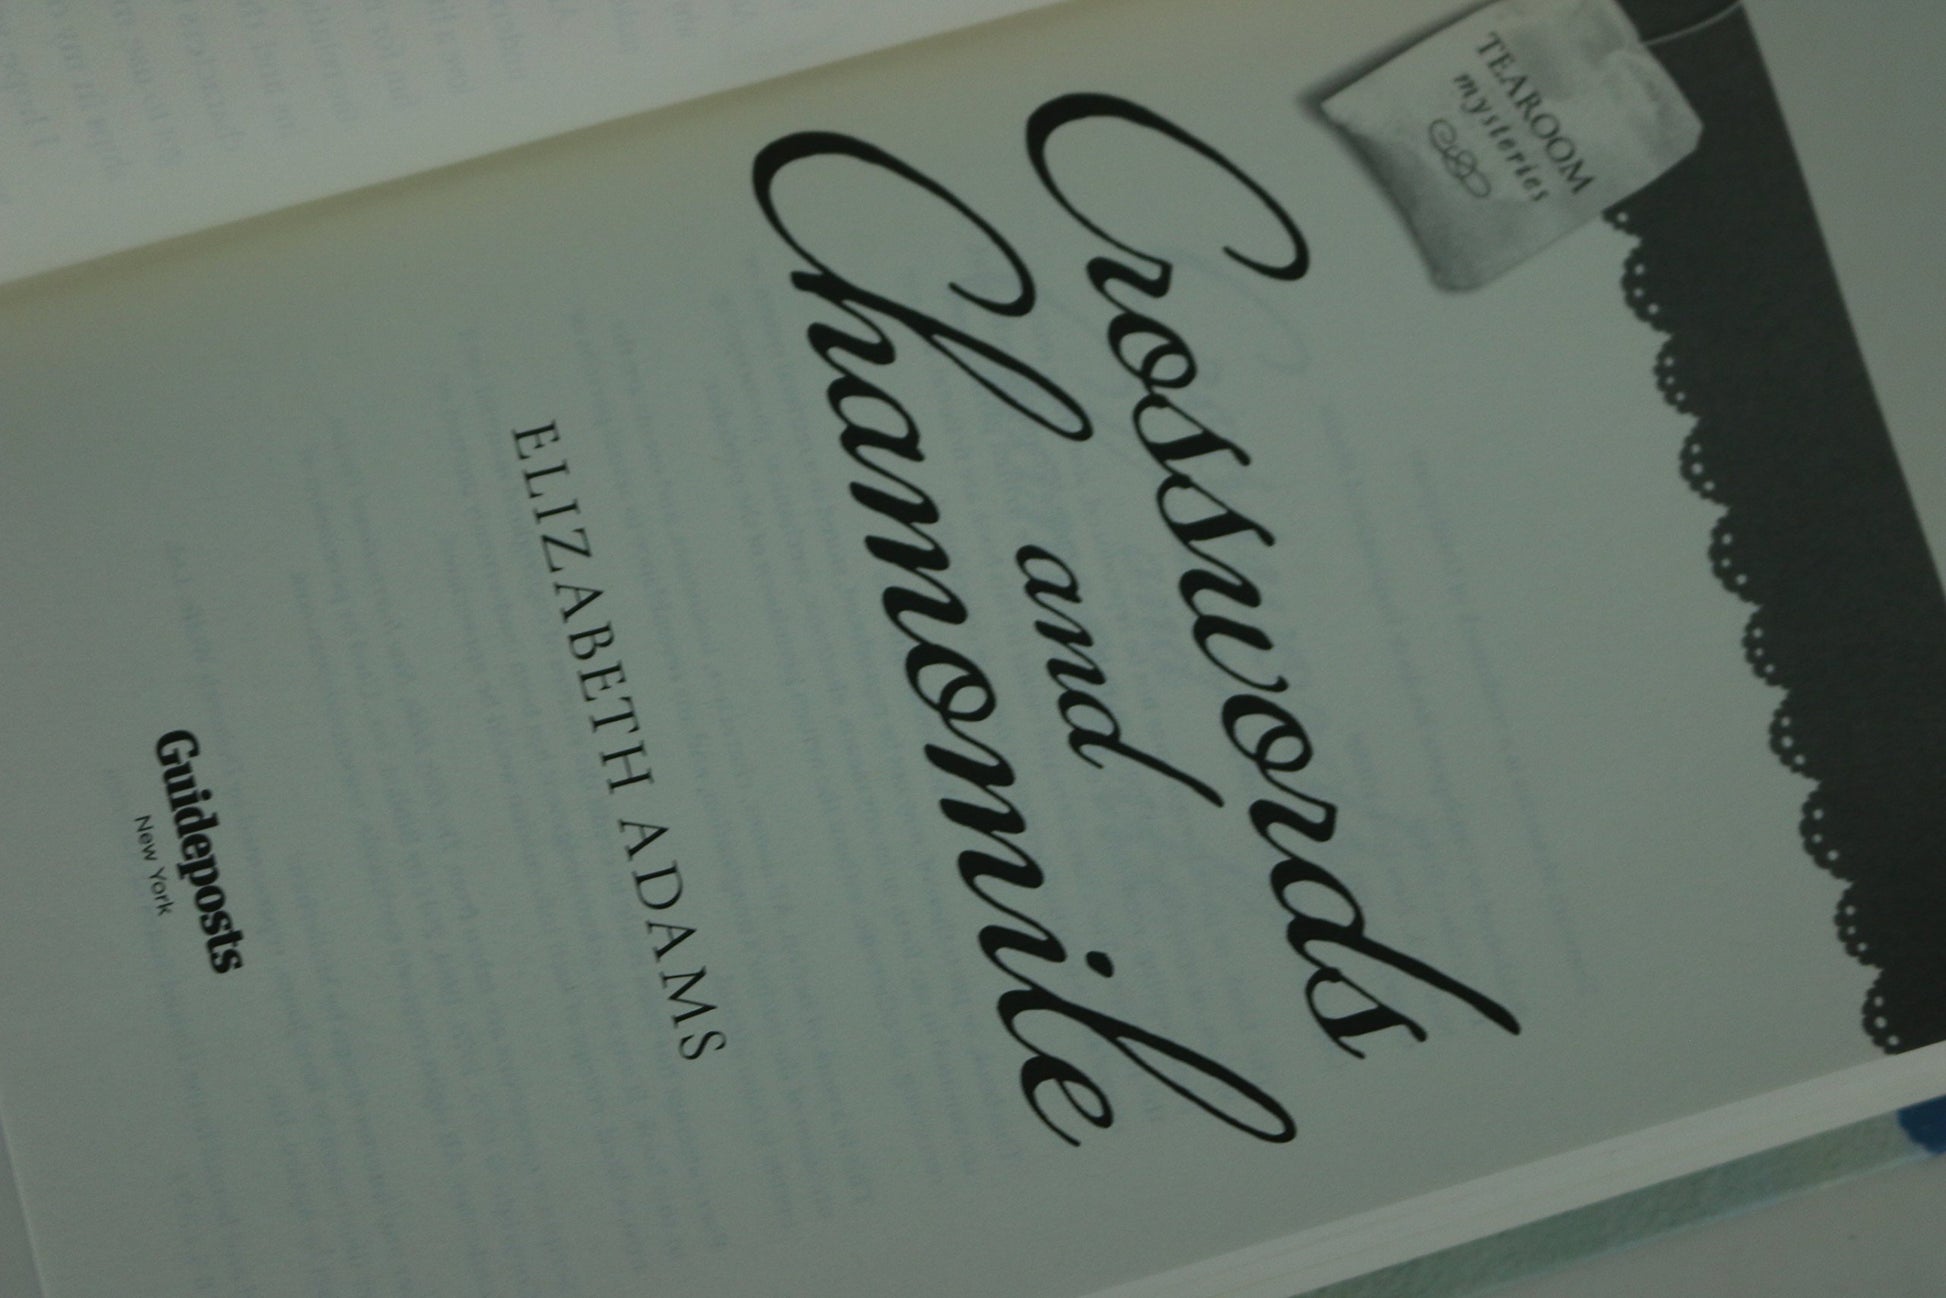 TEAROOM
mysteries
Crosswords
and
Chamomile
ELIZABETH ADAMS
Guideposts
New York